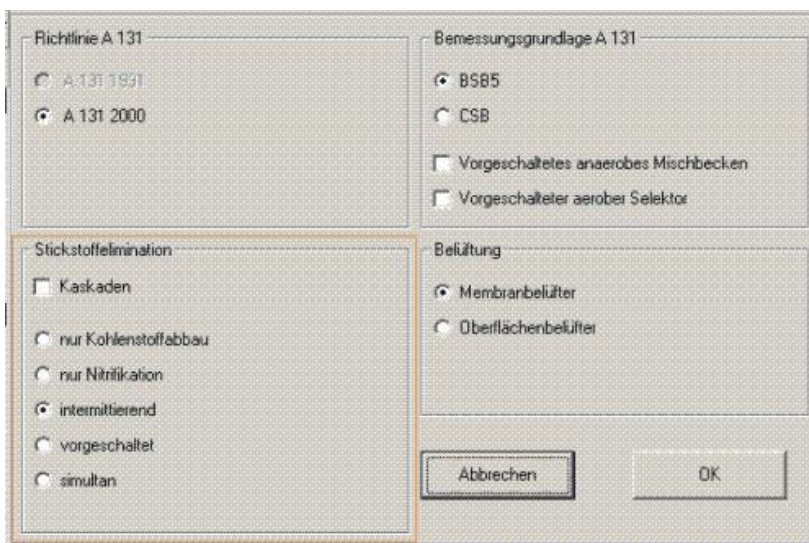 Richtlinie A 131
A 131 1991
A 131 2000
Bemessungsgrundlage A 131
BSB5
CSB
Vorgeschaltetes anaerobes Mischbecken
Vorgeschalteter aerober Selektor
Stickstoffelimination
Kaskaden
nur Kohlenstoffabbau
nur Nitrifikation
intermittierend
vorgeschaltet
simultan
Belüftung
Membranbelüfter
Oberflächenbelüfter
Abbrechen
OK